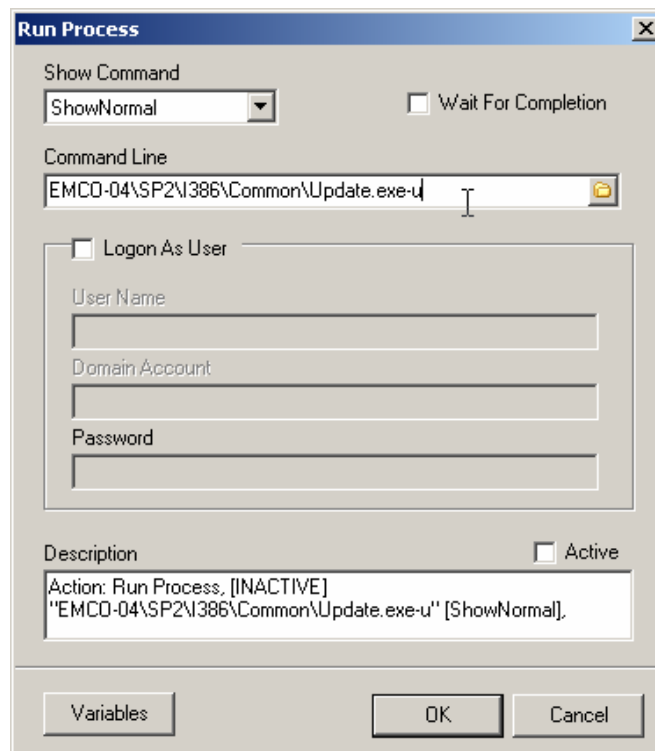 Run Process
Show Command
ShowNormal
Wait For Completion
Command Line
EMCO-04\SP2\I386\Common\Update.exe-u
Logon As User
User Name
Domain Account
Password
Description
Active
Action: Run Process, [INACTIVE]
"EMCO-04\SP2\I386\Common\Update.exe-u" [ShowNormal],
Variables
OK
Cancel